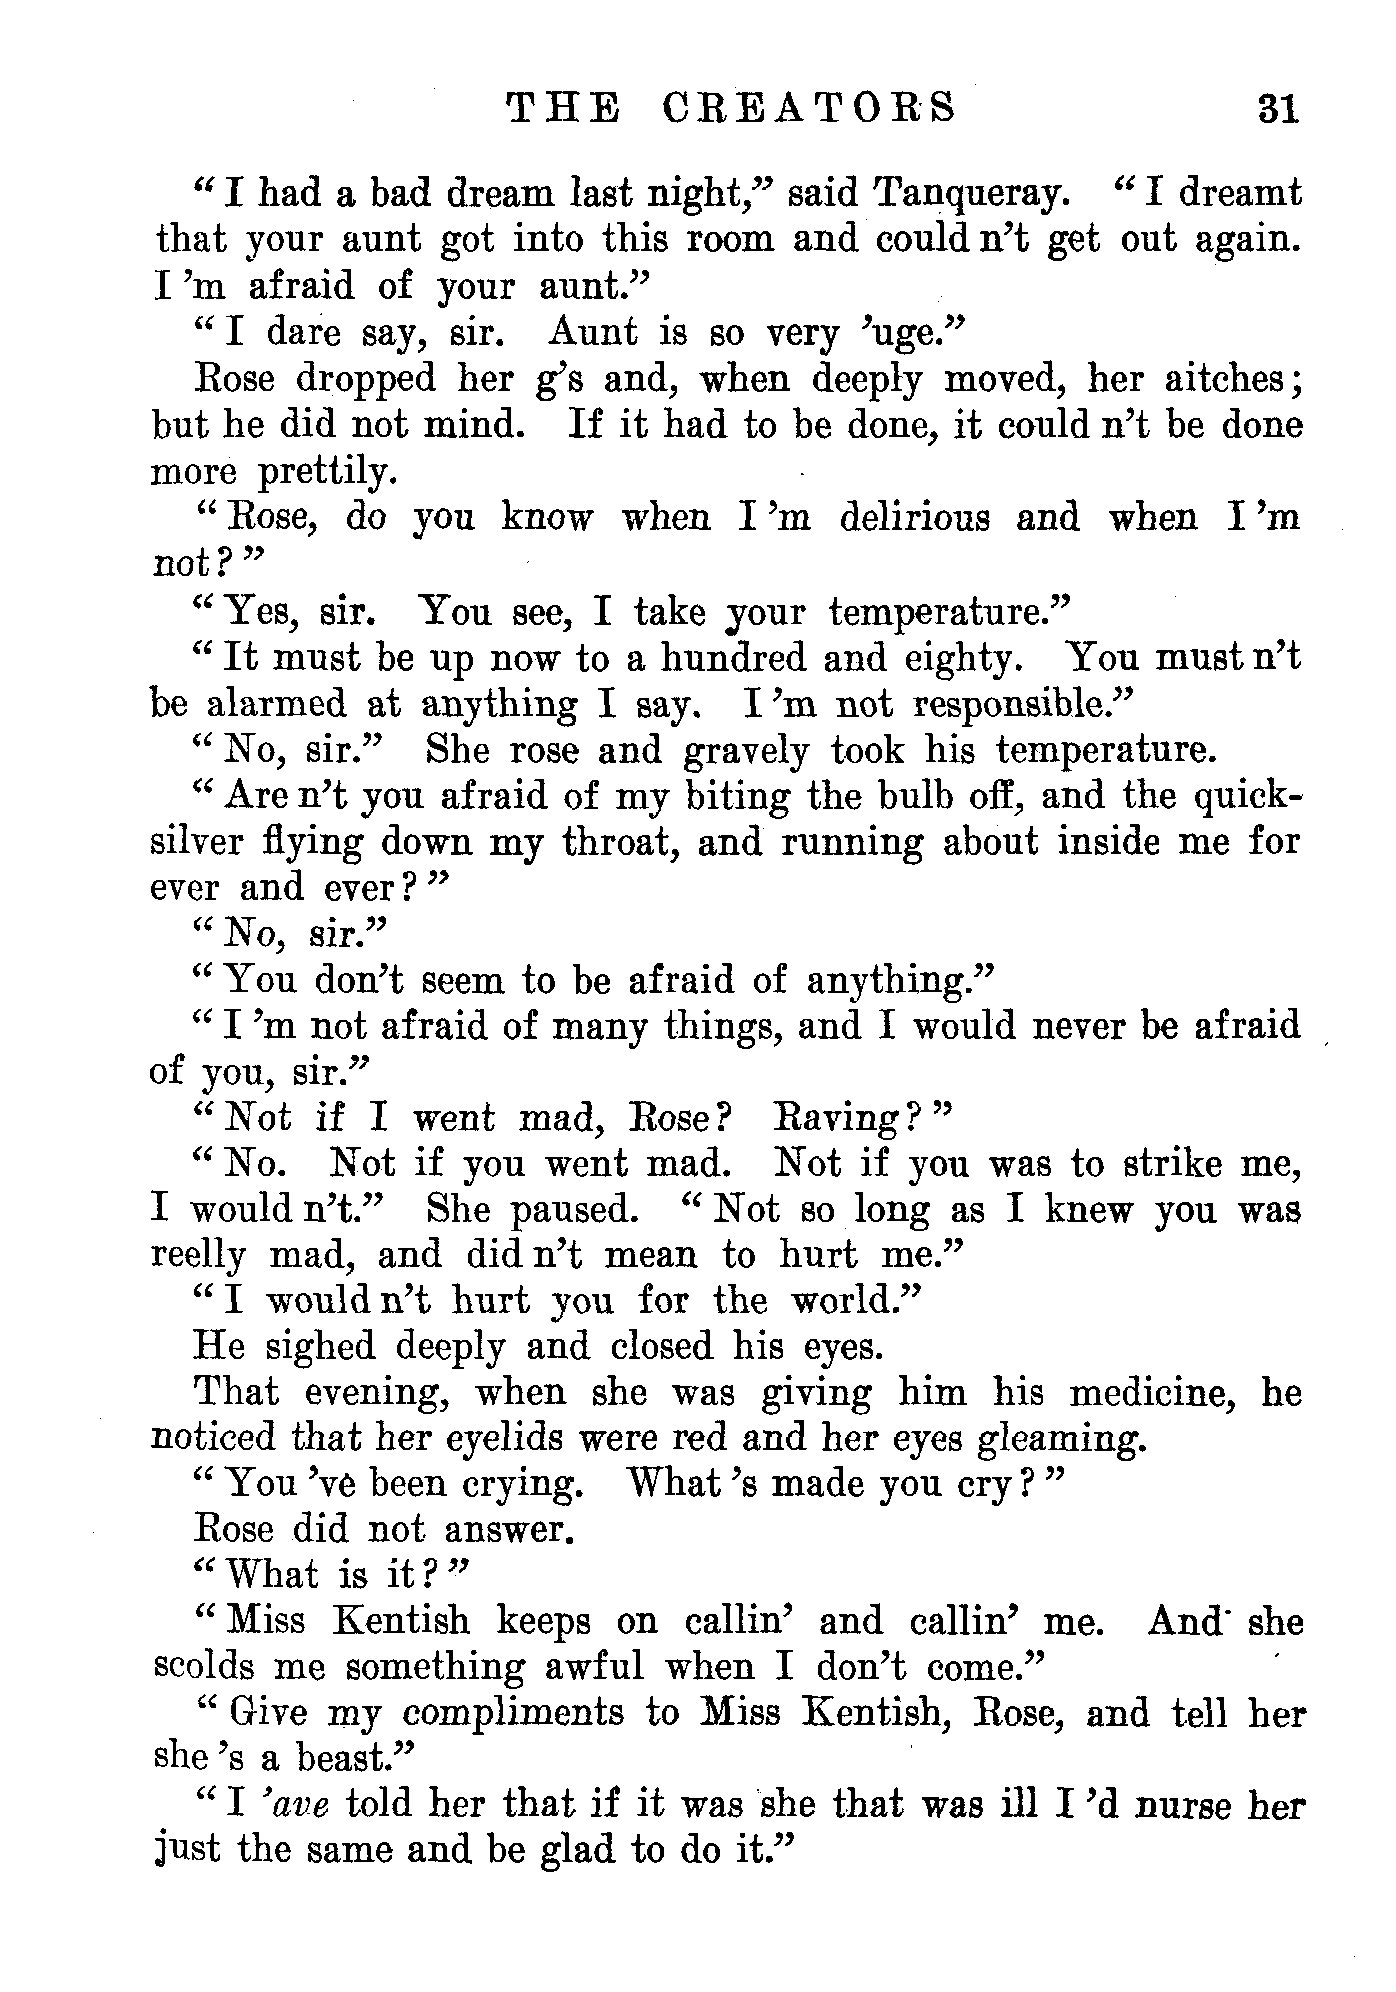 THE CREATORS 31
“I had a bad dream last night,” said Tanqueray. “I dreamt
that your aunt got into this room and could n’t get out again.
I ’m afraid of your aunt.”
“I dare say, sir. Aunt is so very ’uge.”
Rose dropped her g’s and, when deeply moved, her aitches;
but he did not mind. If it had to be done, it could n’t be done
more prettily.
“Rose, do you know when I ’m delirious and when I ’m
not?”
“Yes, sir. You see, I take your temperature.”
“It must be up now to a hundred and eighty. You must n’t
be alarmed at anything I say. I ’m not responsible.”
“No, sir.” She rose and gravely took his temperature.
“Are n’t you afraid of my biting the bulb off, and the quick-
silver flying down my throat, and running about inside me for
ever and ever?”
“No, sir.”
“You don’t seem to be afraid of anything.”
“I ’m not afraid of many things, and I would never be afraid
of you, sir.”
“Not if I went mad, Rose? Raving?”
“No. Not if you went mad. Not if you was to strike me,
I would n’t.” She paused. “Not so long as I knew you was
reelly mad, and did n’t mean to hurt me.”
“I would n’t hurt you for the world.”
He sighed deeply and closed his eyes.
That evening, when she was giving him his medicine, he
noticed that her eyelids were red and her eyes gleaming.
“You ’ve been crying. What ’s made you cry?”
Rose did not answer.
“What is it?”
“Miss Kentish keeps on callin’ and callin’ me. And she
scolds me something awful when I don’t come.”
“Give my compliments to Miss Kentish, Rose, and tell her
she ’s a beast.”
“I ’ave told her that if it was she that was ill I ’d nurse her
just the same and be glad to do it.”